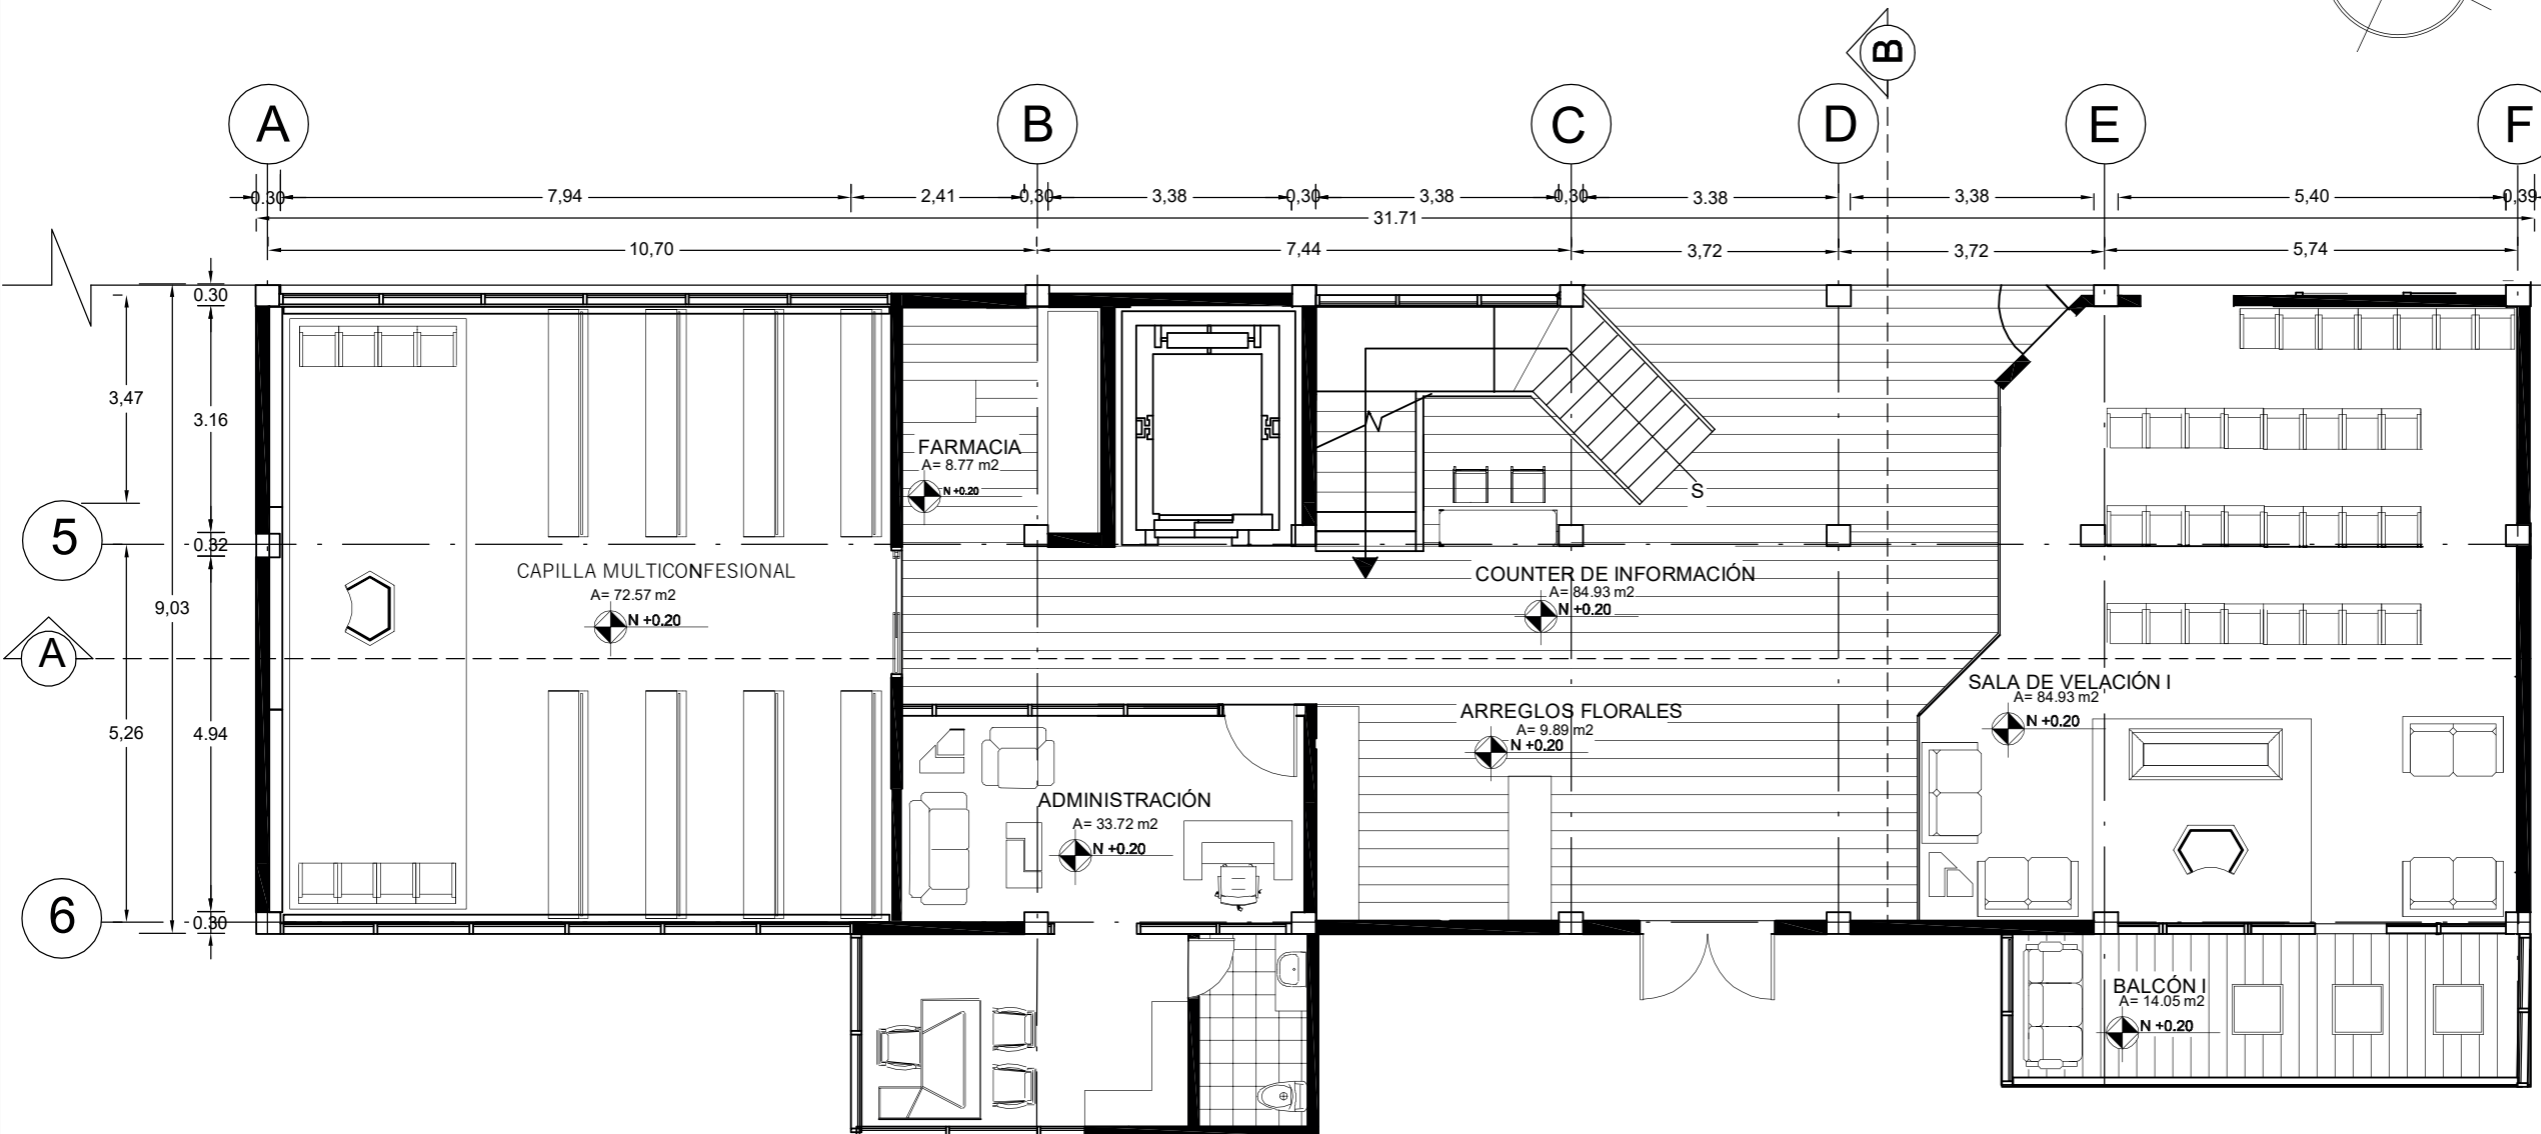 B
A B C D E F
0.30 7,94 2,41 0,30 3,38 0,30 3,38 0,30 3.38 3,38 5,40 0,39
31.71
10,70 7,44 3,72 3,72 5,74
0.30
3,47
3.16
FARMACIA
A= 8.77 m2
N +0.20
S
5
0.32
CAPILLA MULTICONFESIONAL
A= 72.57 m2
N +0.20
COUNTER DE INFORMACIÓN
A= 84.93 m2
N +0.20
9,03
A
SALA DE VELACIÓN I
A= 84.93 m2
N +0.20
ARREGLOS FLORALES
A= 9.89 m2
N +0.20
5,26
4.94
ADMINISTRACIÓN
A= 33.72 m2
N +0.20
6
0.30
BALCÓN I
A= 14.05 m2
N +0.20